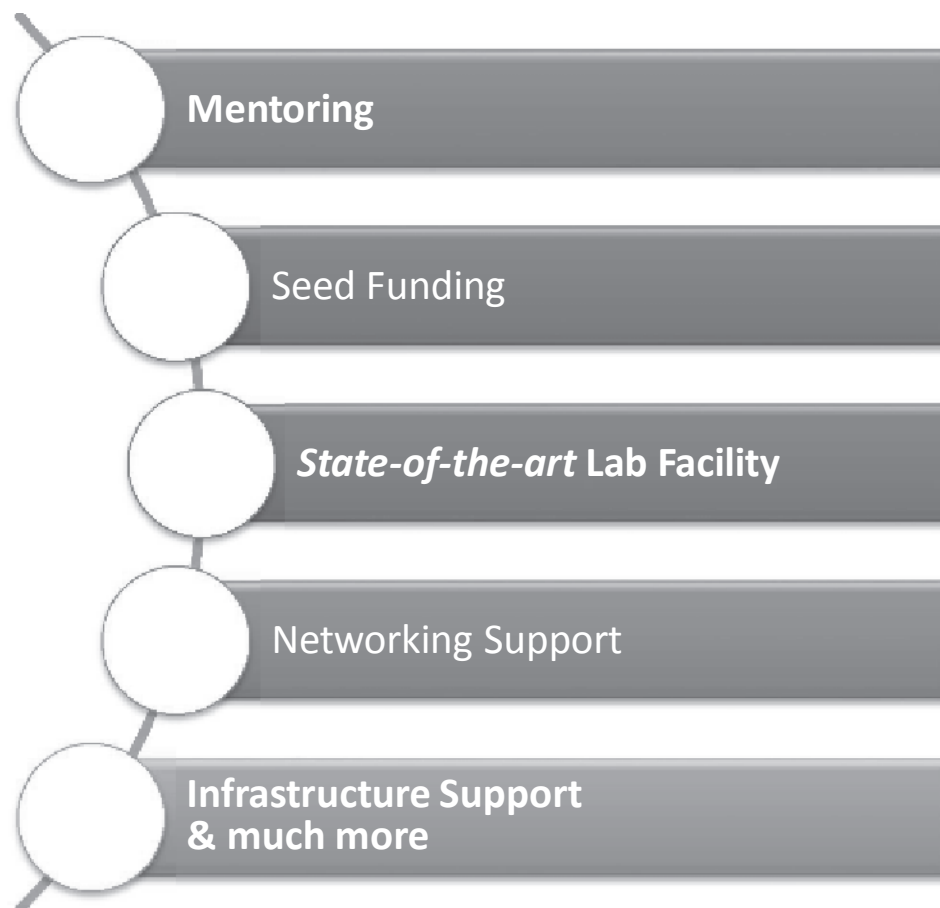 Mentoring
Seed Funding
State-of-the-art Lab Facility
Networking Support
Infrastructure Support
& much more